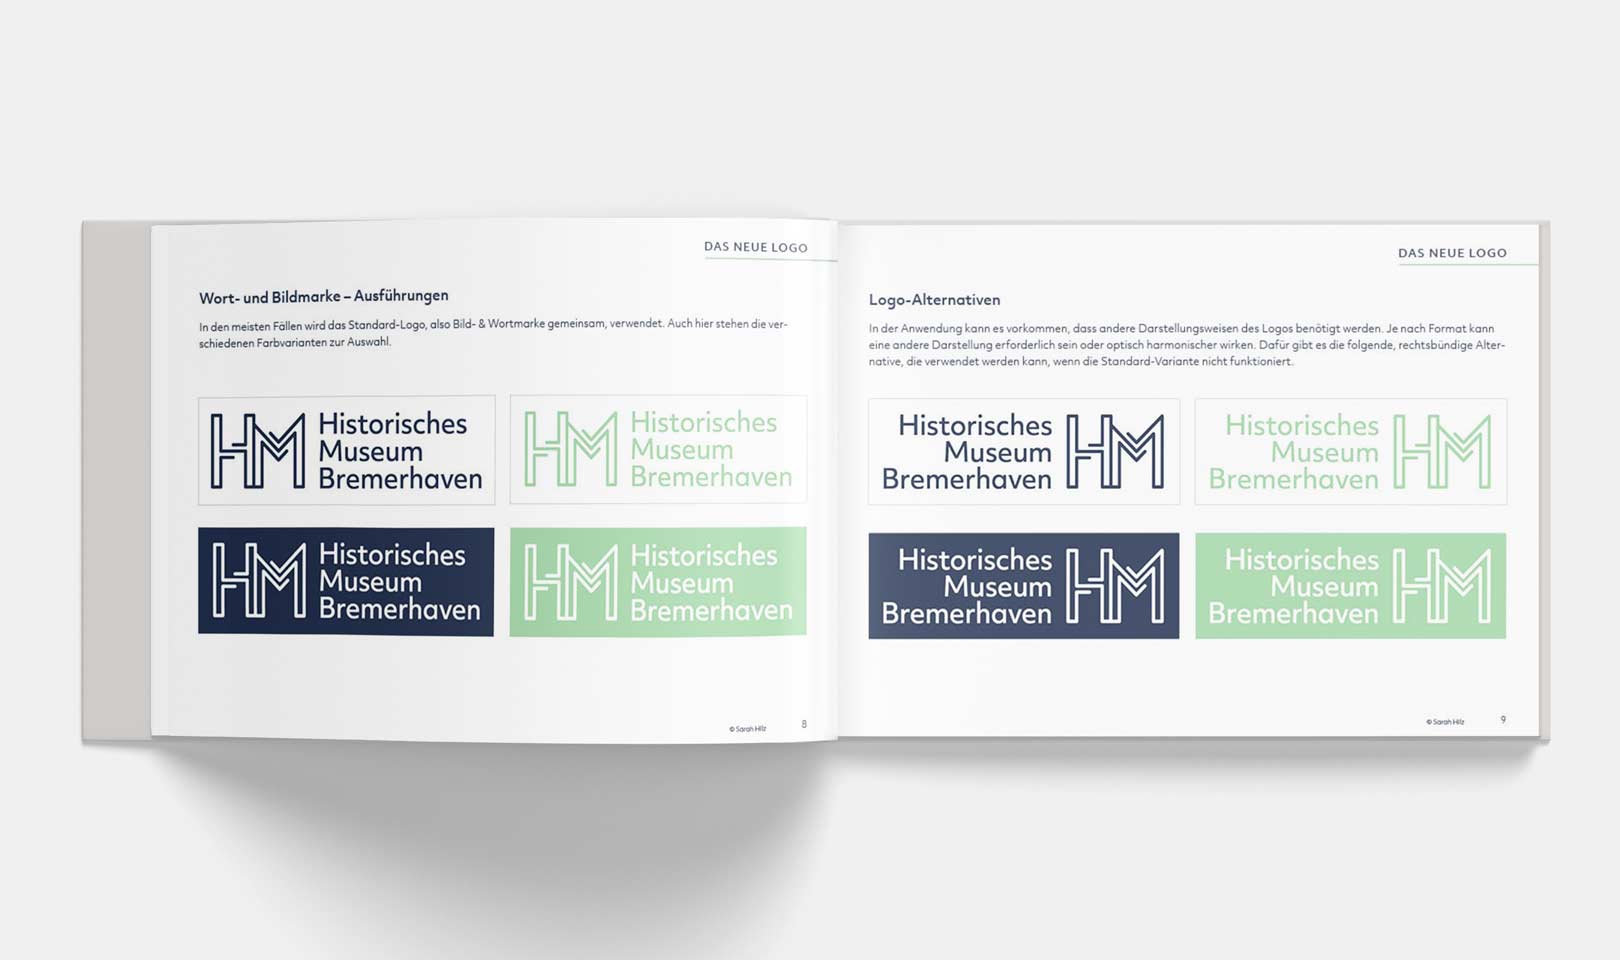 DAS NEUE LOGO
Wort- und Bildmarke – Ausführungen
In den meisten Fällen wird das Standard-Logo, also Bild- & Wortmarke gemeinsam, verwendet. Auch hier stehen die ver-
schiedenen Farbvarianten zur Auswahl.
HM
Historisches
Museum
Bremerhaven
HM
Historisches
Museum
Bremerhaven
HM
Historisches
Museum
Bremerhaven
HM
Historisches
Museum
Bremerhaven
© Sarah Hilz
8
DAS NEUE LOGO
Logo-Alternativen
In der Anwendung kann es vorkommen, dass andere Darstellungsweisen des Logos benötigt werden. Je nach Format kann
eine andere Darstellung erforderlich sein oder optisch harmonischer wirken. Dafür gibt es die folgende, rechtsbündige Alter-
native, die verwendet werden kann, wenn die Standard-Variante nicht funktioniert.
Historisches
Museum
Bremerhaven
HM
Historisches
Museum
Bremerhaven
HM
Historisches
Museum
Bremerhaven
HM
Historisches
Museum
Bremerhaven
HM
© Sarah Hilz
9